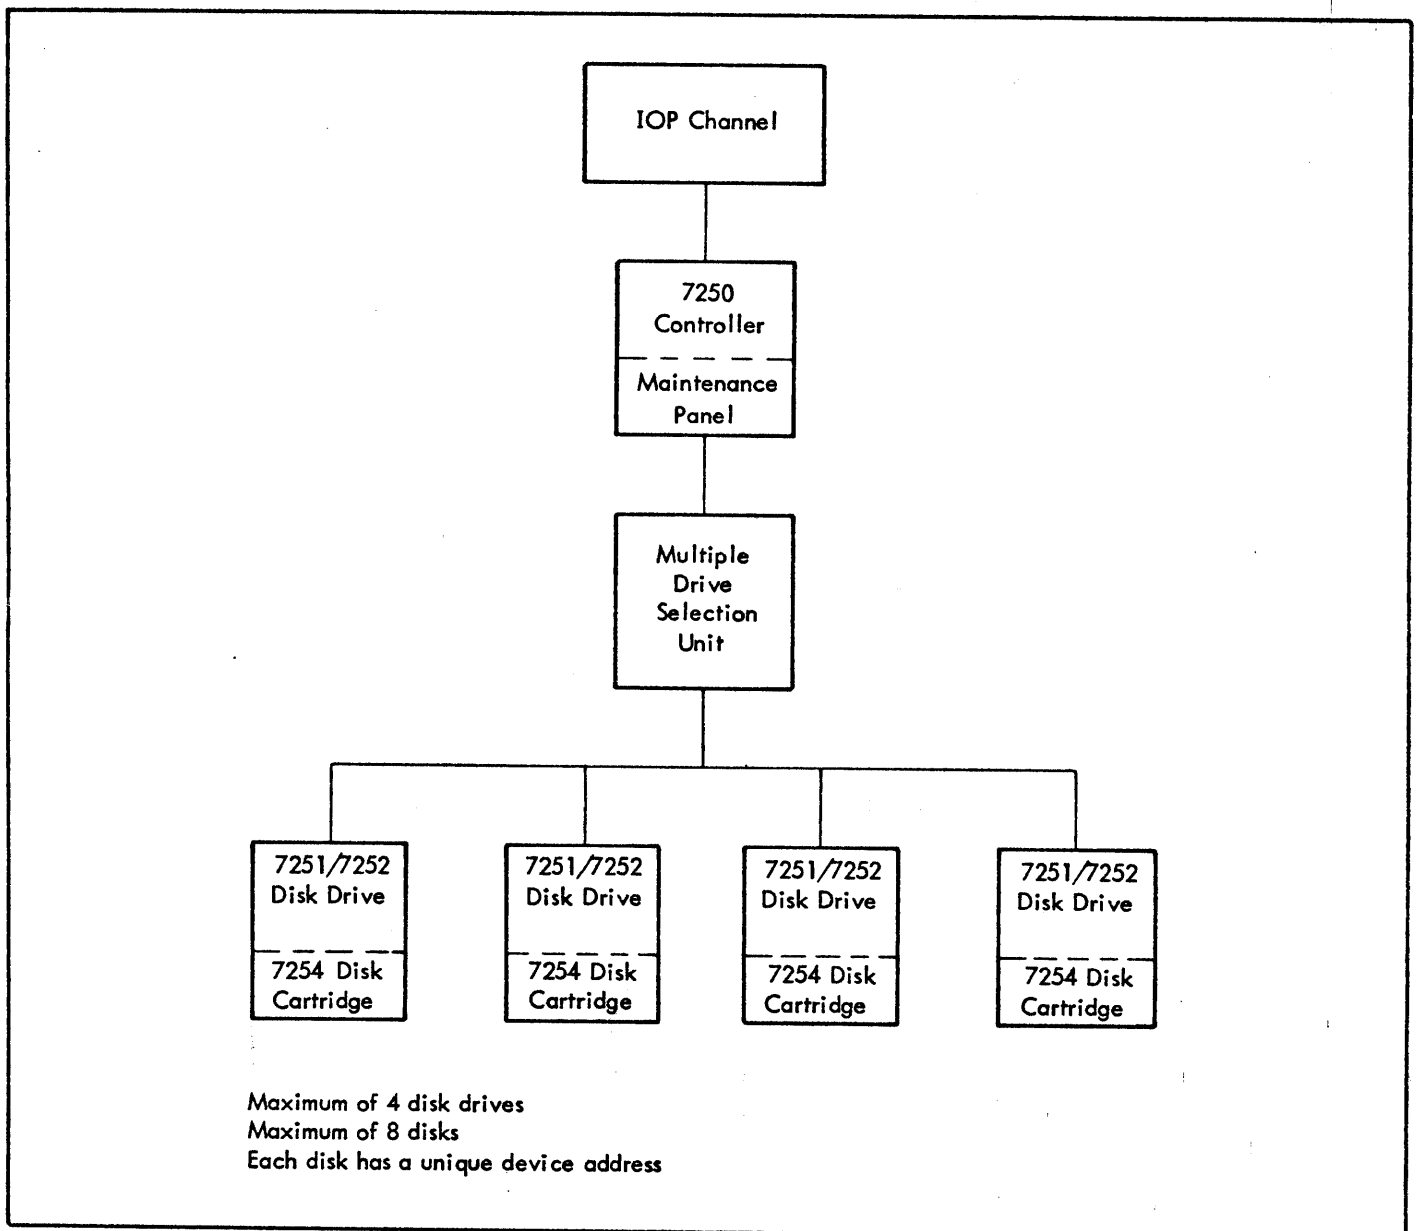 IOP Channel
7250
Controller
Maintenance
Panel
Multiple
Drive
Selection
Unit
7251/7252
Disk Drive
7254 Disk
Cartridge
7251/7252
Disk Drive
7254 Disk
Cartridge
7251/7252
Disk Drive
7254 Disk
Cartridge
7251/7252
Disk Drive
7254 Disk
Cartridge
Maximum of 4 disk drives
Maximum of 8 disks
Each disk has a unique device address